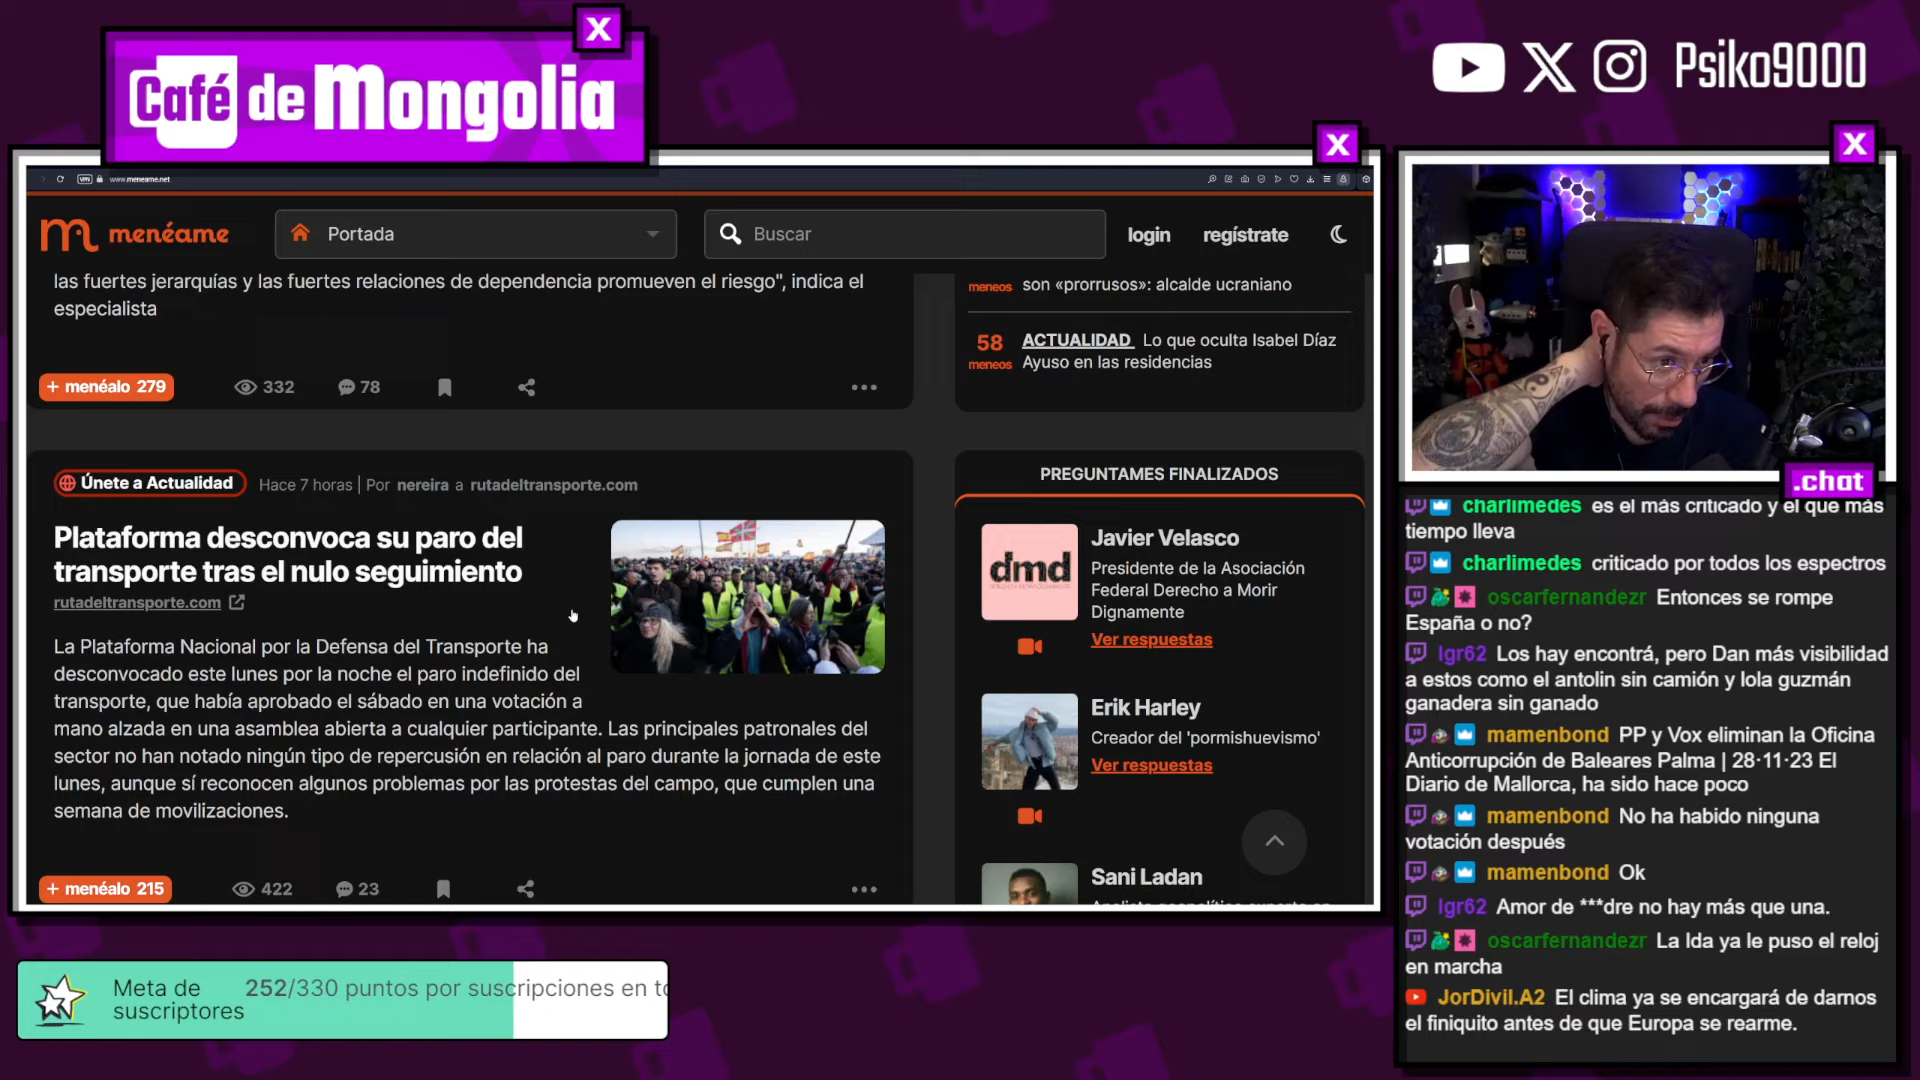 X
Café de Mongolia
Psiko9000
X
X
www.meneame.net
menéame
Portada
Buscar
login
regístrate
las fuertes jerarquías y las fuertes relaciones de dependencia promueven el riesgo", indica el
especialista
+ menéalo 279
332
78
meneos
son «prorrusos»: alcalde ucraniano
58
meneos
ACTUALIDAD Lo que oculta Isabel Díaz
Ayuso en las residencias
Únete a Actualidad
Hace 7 horas | Por nereira a rutadeltransporte.com
Plataforma desconvoca su paro del
transporte tras el nulo seguimiento
rutadeltransporte.com
La Plataforma Nacional por la Defensa del Transporte ha
desconvocado este lunes por la noche el paro indefinido del
transporte, que había aprobado el sábado en una votación a
mano alzada en una asamblea abierta a cualquier participante. Las principales patronales del
sector no han notado ningún tipo de repercusión en relación al paro durante la jornada de este
lunes, aunque sí reconocen algunos problemas por las protestas del campo, que cumplen una
semana de movilizaciones.
+ menéalo 215
422
23
PREGUNTAMES FINALIZADOS
dmd
Javier Velasco
Presidente de la Asociación
Federal Derecho a Morir
Dignamente
Ver respuestas
Erik Harley
Creador del 'pormishuevismo'
Ver respuestas
Sani Ladan
.chat
charlimedes es el más criticado y el que más
tiempo lleva
charlimedes criticado por todos los espectros
oscarfernandezr Entonces se rompe
España o no?
lgr62 Los hay encontrá, pero Dan más visibilidad
a estos como el antolin sin camión y lola guzmán
ganadera sin ganado
mamenbond PP y Vox eliminan la Oficina
Anticorrupción de Baleares Palma | 28·11·23 El
Diario de Mallorca, ha sido hace poco
mamenbond No ha habido ninguna
votación después
mamenbond Ok
lgr62 Amor de ***dre no hay más que una.
oscarfernandezr La Ida ya le puso el reloj
en marcha
JorDivil.A2 El clima ya se encargará de darnos
el finiquito antes de que Europa se rearme.
Meta de
suscriptores
252/330 puntos por suscripciones en to